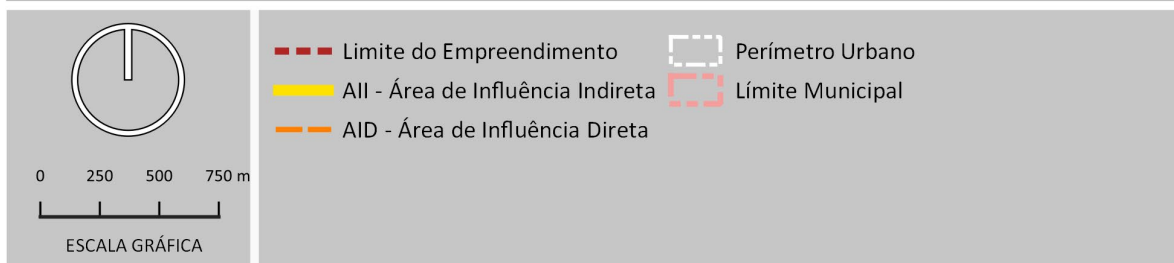 0 250 500 750 m
ESCALA GRÁFICA
Limite do Empreendimento
AII - Área de Influência Indireta
AID - Área de Influência Direta
Perímetro Urbano
Límite Municipal